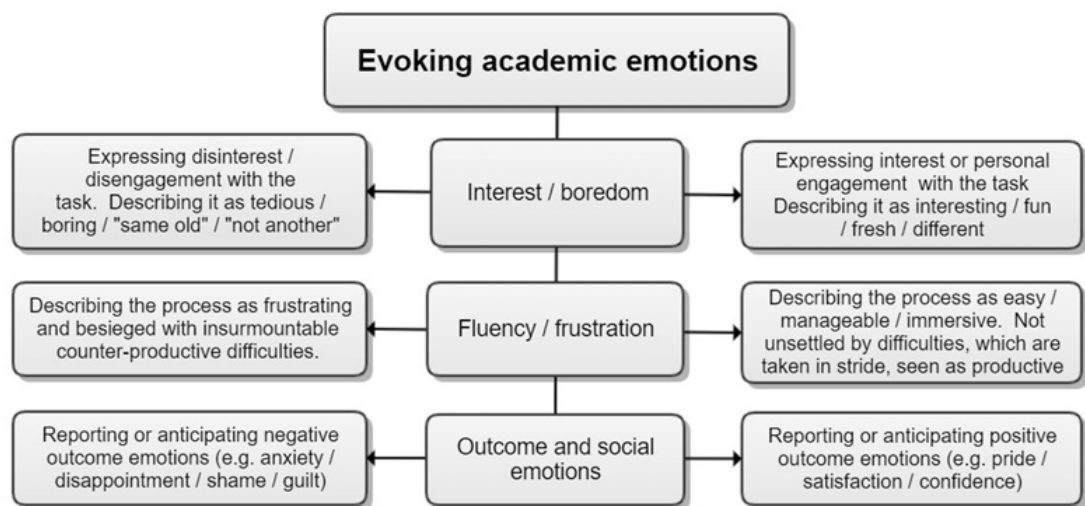 Evoking academic emotions
Expressing disinterest /
disengagement with the
task.  Describing it as tedious /
boring / "same old" / "not another"
Interest / boredom
Expressing interest or personal
engagement  with the task
Describing it as interesting / fun
/ fresh / different
Describing the process as frustrating
and besieged with insurmountable
counter-productive difficulties.
Fluency / frustration
Describing the process as easy /
manageable / immersive.  Not
unsettled by difficulties, which are
taken in stride, seen as productive
Reporting or anticipating negative
outcome emotions (e.g. anxiety /
disappointment / shame / guilt)
Outcome and social
emotions
Reporting or anticipating positive
outcome emotions (e.g. pride /
satisfaction / confidence)